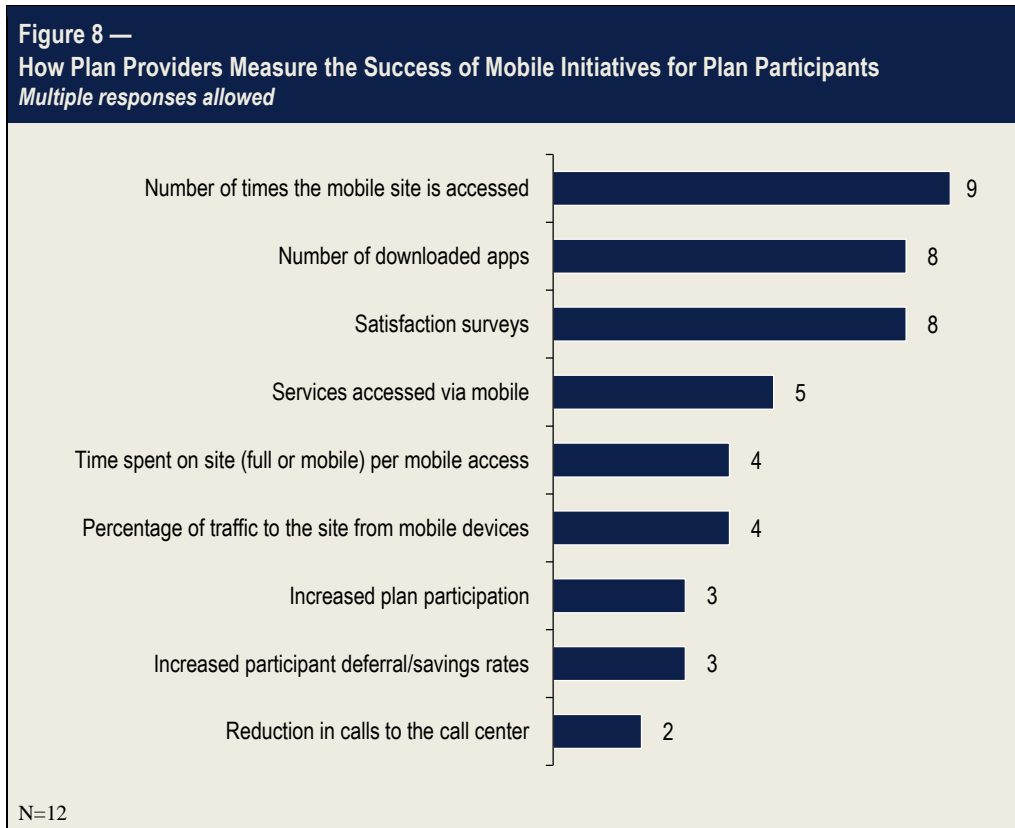 Figure 8 —
How Plan Providers Measure the Success of Mobile Initiatives for Plan Participants
Multiple responses allowed
Number of times the mobile site is accessed 9
Number of downloaded apps 8
Satisfaction surveys 8
Services accessed via mobile 5
Time spent on site (full or mobile) per mobile access 4
Percentage of traffic to the site from mobile devices 4
Increased plan participation 3
Increased participant deferral/savings rates 3
Reduction in calls to the call center 2
N=12